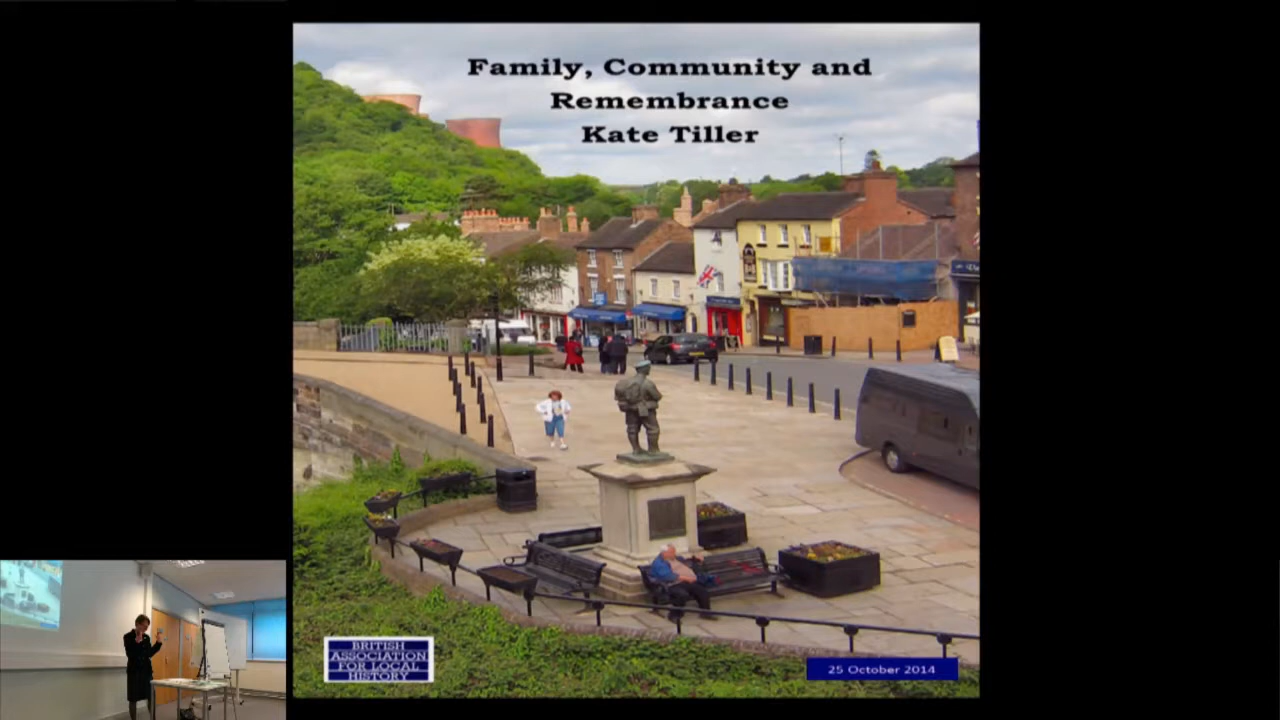 Family, Community and
Remembrance
Kate Tiller
BRITISH
ASSOCIATION
FOR LOCAL
HISTORY
25 October 2014